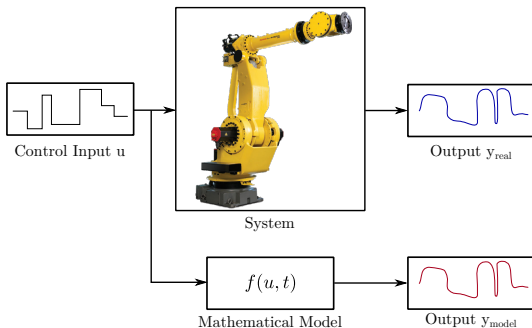 Control Input u
System
Output y_real
f(u, t)
Mathematical Model
Output y_model